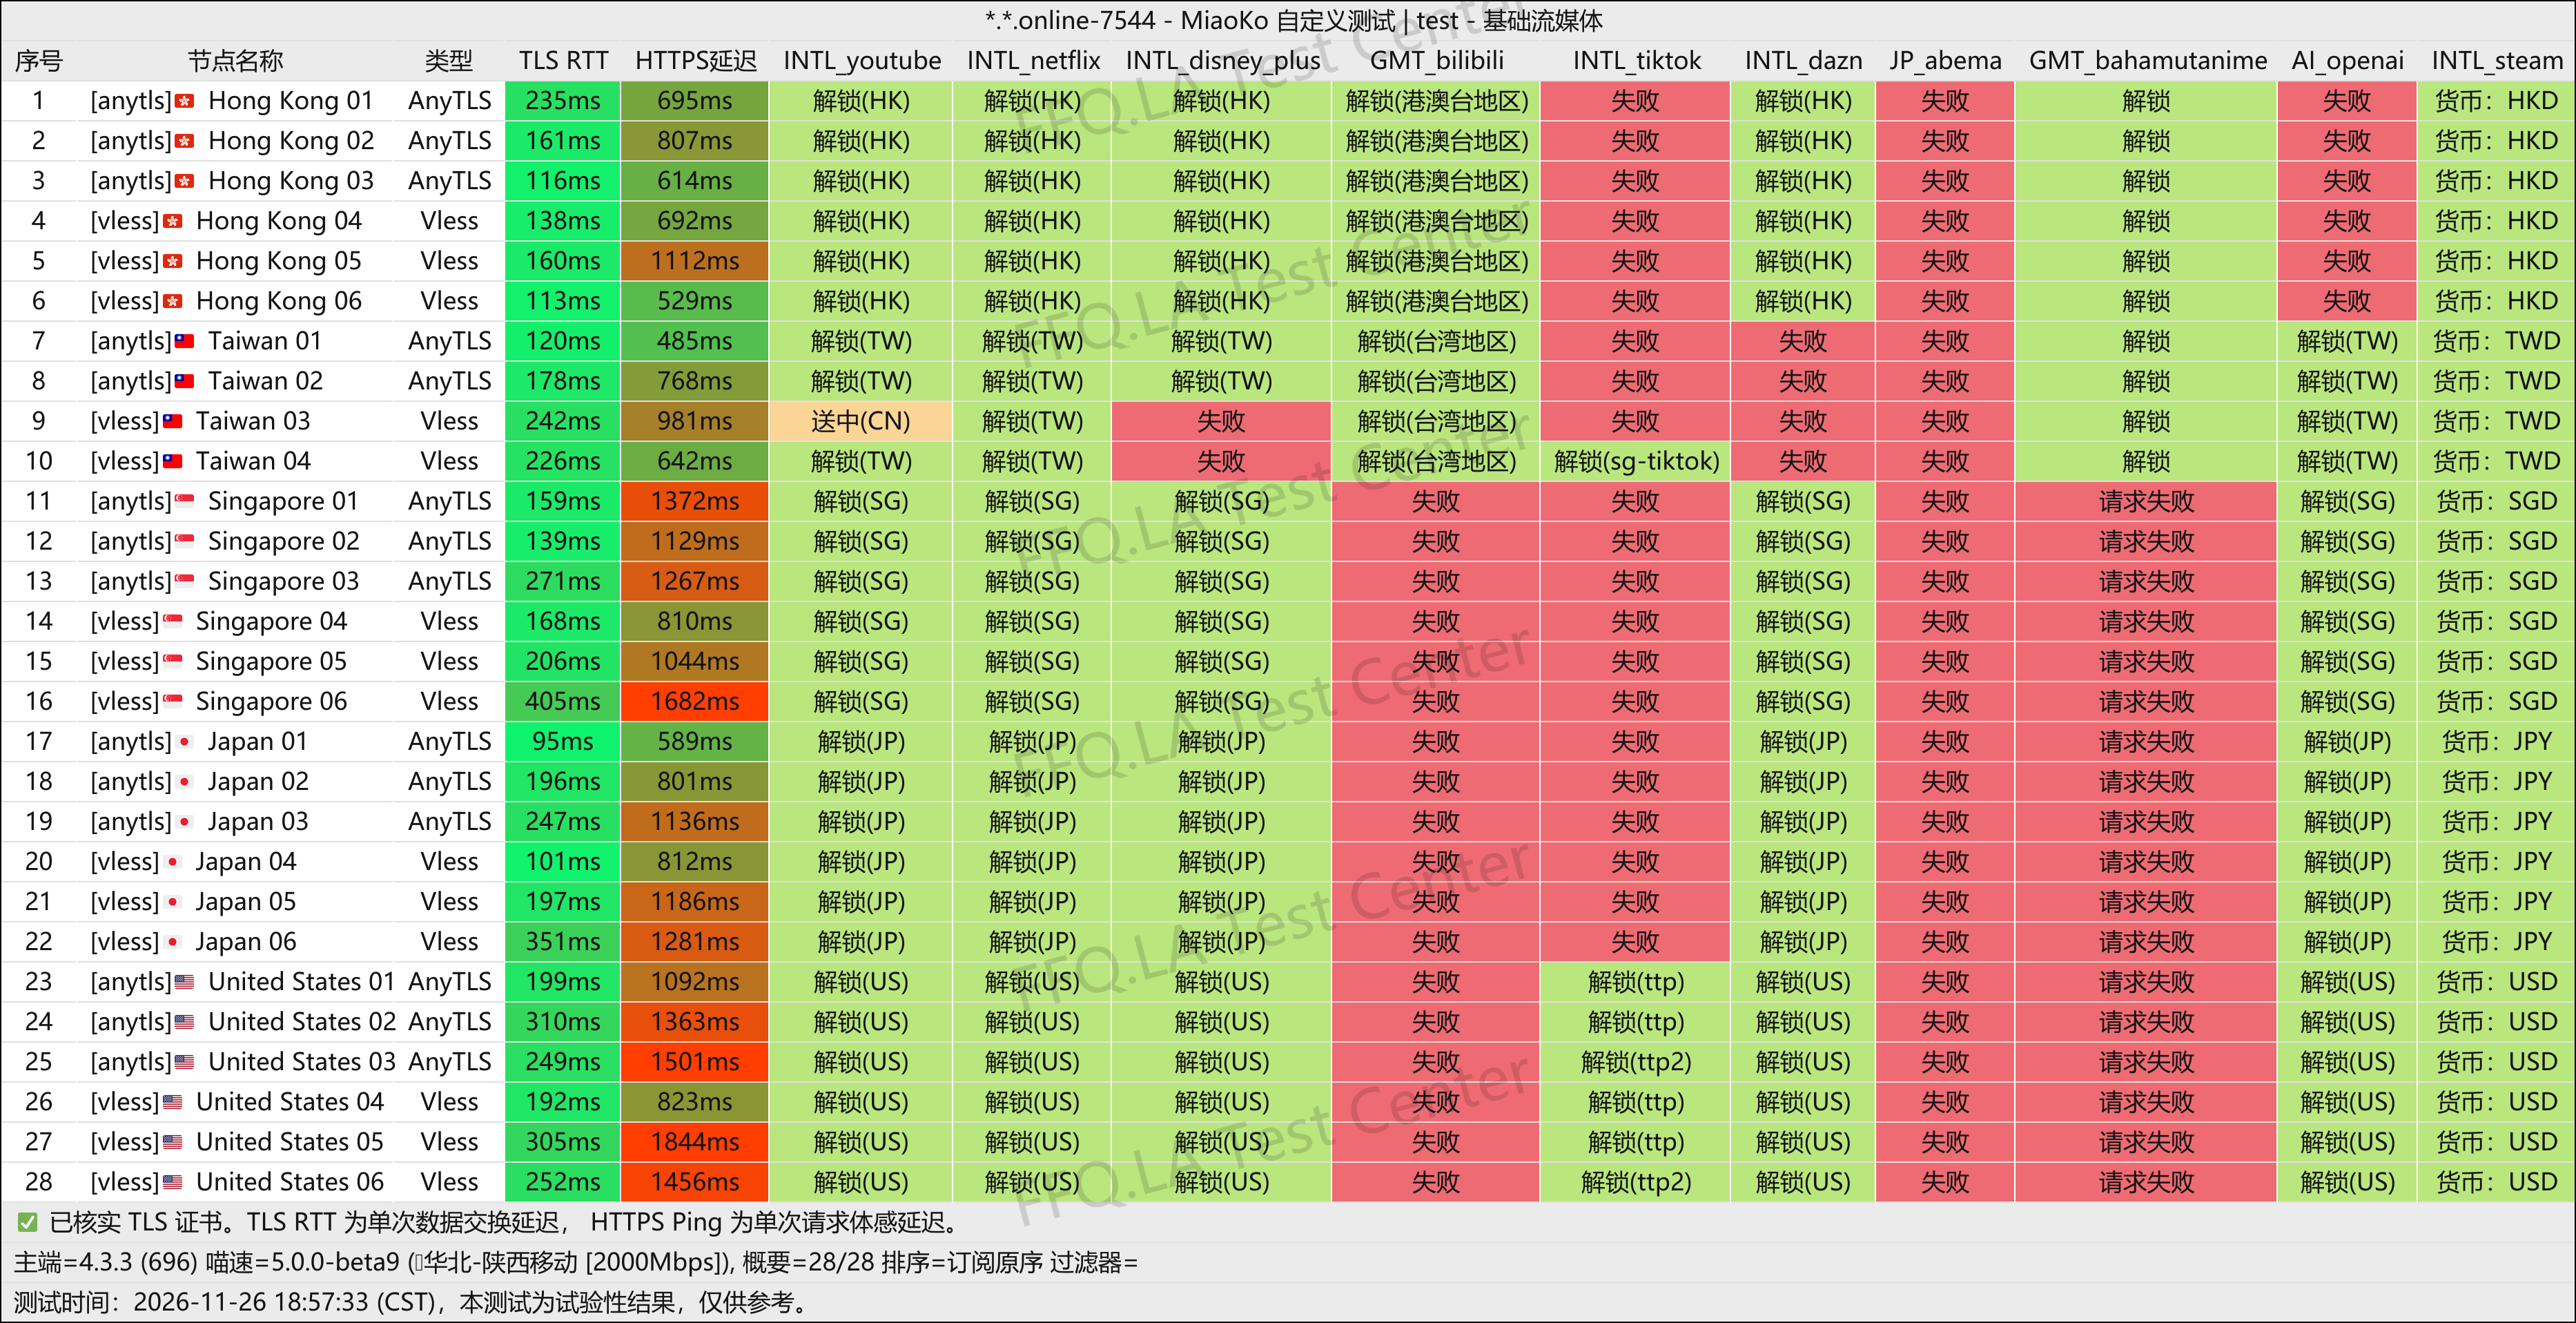 *.*.online-7544 - MiaoKo 自定义测试 | test - 基础流媒体
序号 节点名称 类型 TLS RTT HTTPS延迟 INTL_youtube INTL_netflix INTL_disney_plus GMT_bilibili INTL_tiktok INTL_dazn JP_abema GMT_bahamutanime AI_openai INTL_steam
1 [anytls] Hong Kong 01 AnyTLS 235ms 695ms 解锁(HK) 解锁(HK) 解锁(HK) 解锁(港澳台地区) 失败 解锁(HK) 失败 解锁 失败 货币：HKD
2 [anytls] Hong Kong 02 AnyTLS 161ms 807ms 解锁(HK) 解锁(HK) 解锁(HK) 解锁(港澳台地区) 失败 解锁(HK) 失败 解锁 失败 货币：HKD
3 [anytls] Hong Kong 03 AnyTLS 116ms 614ms 解锁(HK) 解锁(HK) 解锁(HK) 解锁(港澳台地区) 失败 解锁(HK) 失败 解锁 失败 货币：HKD
4 [vless] Hong Kong 04 Vless 138ms 692ms 解锁(HK) 解锁(HK) 解锁(HK) 解锁(港澳台地区) 失败 解锁(HK) 失败 解锁 失败 货币：HKD
5 [vless] Hong Kong 05 Vless 160ms 1112ms 解锁(HK) 解锁(HK) 解锁(HK) 解锁(港澳台地区) 失败 解锁(HK) 失败 解锁 失败 货币：HKD
6 [vless] Hong Kong 06 Vless 113ms 529ms 解锁(HK) 解锁(HK) 解锁(HK) 解锁(港澳台地区) 失败 解锁(HK) 失败 解锁 失败 货币：HKD
7 [anytls] Taiwan 01 AnyTLS 120ms 485ms 解锁(TW) 解锁(TW) 解锁(TW) 解锁(台湾地区) 失败 失败 失败 解锁 解锁(TW) 货币：TWD
8 [anytls] Taiwan 02 AnyTLS 178ms 768ms 解锁(TW) 解锁(TW) 解锁(TW) 解锁(台湾地区) 失败 失败 失败 解锁 解锁(TW) 货币：TWD
9 [vless] Taiwan 03 Vless 242ms 981ms 送中(CN) 解锁(TW) 失败 解锁(台湾地区) 失败 失败 失败 解锁 解锁(TW) 货币：TWD
10 [vless] Taiwan 04 Vless 226ms 642ms 解锁(TW) 解锁(TW) 失败 解锁(台湾地区) 解锁(sg-tiktok) 失败 失败 解锁 解锁(TW) 货币：TWD
11 [anytls] Singapore 01 AnyTLS 159ms 1372ms 解锁(SG) 解锁(SG) 解锁(SG) 失败 失败 解锁(SG) 失败 请求失败 解锁(SG) 货币：SGD
12 [anytls] Singapore 02 AnyTLS 139ms 1129ms 解锁(SG) 解锁(SG) 解锁(SG) 失败 失败 解锁(SG) 失败 请求失败 解锁(SG) 货币：SGD
13 [anytls] Singapore 03 AnyTLS 271ms 1267ms 解锁(SG) 解锁(SG) 解锁(SG) 失败 失败 解锁(SG) 失败 请求失败 解锁(SG) 货币：SGD
14 [vless] Singapore 04 Vless 168ms 810ms 解锁(SG) 解锁(SG) 解锁(SG) 失败 失败 解锁(SG) 失败 请求失败 解锁(SG) 货币：SGD
15 [vless] Singapore 05 Vless 206ms 1044ms 解锁(SG) 解锁(SG) 解锁(SG) 失败 失败 解锁(SG) 失败 请求失败 解锁(SG) 货币：SGD
16 [vless] Singapore 06 Vless 405ms 1682ms 解锁(SG) 解锁(SG) 解锁(SG) 失败 失败 解锁(SG) 失败 请求失败 解锁(SG) 货币：SGD
17 [anytls] Japan 01 AnyTLS 95ms 589ms 解锁(JP) 解锁(JP) 解锁(JP) 失败 失败 解锁(JP) 失败 请求失败 解锁(JP) 货币：JPY
18 [anytls] Japan 02 AnyTLS 196ms 801ms 解锁(JP) 解锁(JP) 解锁(JP) 失败 失败 解锁(JP) 失败 请求失败 解锁(JP) 货币：JPY
19 [anytls] Japan 03 AnyTLS 247ms 1136ms 解锁(JP) 解锁(JP) 解锁(JP) 失败 失败 解锁(JP) 失败 请求失败 解锁(JP) 货币：JPY
20 [vless] Japan 04 Vless 101ms 812ms 解锁(JP) 解锁(JP) 解锁(JP) 失败 失败 解锁(JP) 失败 请求失败 解锁(JP) 货币：JPY
21 [vless] Japan 05 Vless 197ms 1186ms 解锁(JP) 解锁(JP) 解锁(JP) 失败 失败 解锁(JP) 失败 请求失败 解锁(JP) 货币：JPY
22 [vless] Japan 06 Vless 351ms 1281ms 解锁(JP) 解锁(JP) 解锁(JP) 失败 失败 解锁(JP) 失败 请求失败 解锁(JP) 货币：JPY
23 [anytls] United States 01 AnyTLS 199ms 1092ms 解锁(US) 解锁(US) 解锁(US) 失败 解锁(ttp) 解锁(US) 失败 请求失败 解锁(US) 货币：USD
24 [anytls] United States 02 AnyTLS 310ms 1363ms 解锁(US) 解锁(US) 解锁(US) 失败 解锁(ttp) 解锁(US) 失败 请求失败 解锁(US) 货币：USD
25 [anytls] United States 03 AnyTLS 249ms 1501ms 解锁(US) 解锁(US) 解锁(US) 失败 解锁(ttp2) 解锁(US) 失败 请求失败 解锁(US) 货币：USD
26 [vless] United States 04 Vless 192ms 823ms 解锁(US) 解锁(US) 解锁(US) 失败 解锁(ttp) 解锁(US) 失败 请求失败 解锁(US) 货币：USD
27 [vless] United States 05 Vless 305ms 1844ms 解锁(US) 解锁(US) 解锁(US) 失败 解锁(ttp) 解锁(US) 失败 请求失败 解锁(US) 货币：USD
28 [vless] United States 06 Vless 252ms 1456ms 解锁(US) 解锁(US) 解锁(US) 失败 解锁(ttp2) 解锁(US) 失败 请求失败 解锁(US) 货币：USD
已核实 TLS 证书。TLS RTT 为单次数据交换延迟， HTTPS Ping 为单次请求体感延迟。
主端=4.3.3 (696) 喵速=5.0.0-beta9 (华北-陕西移动 [2000Mbps]), 概要=28/28 排序=订阅原序 过滤器=
测试时间：2026-11-26 18:57:33 (CST)，本测试为试验性结果，仅供参考。
FFQ.LA Test Center
FFQ.LA Test Center
FFQ.LA Test Center
FFQ.LA Test Center
FFQ.LA Test Center
FFQ.LA Test Center